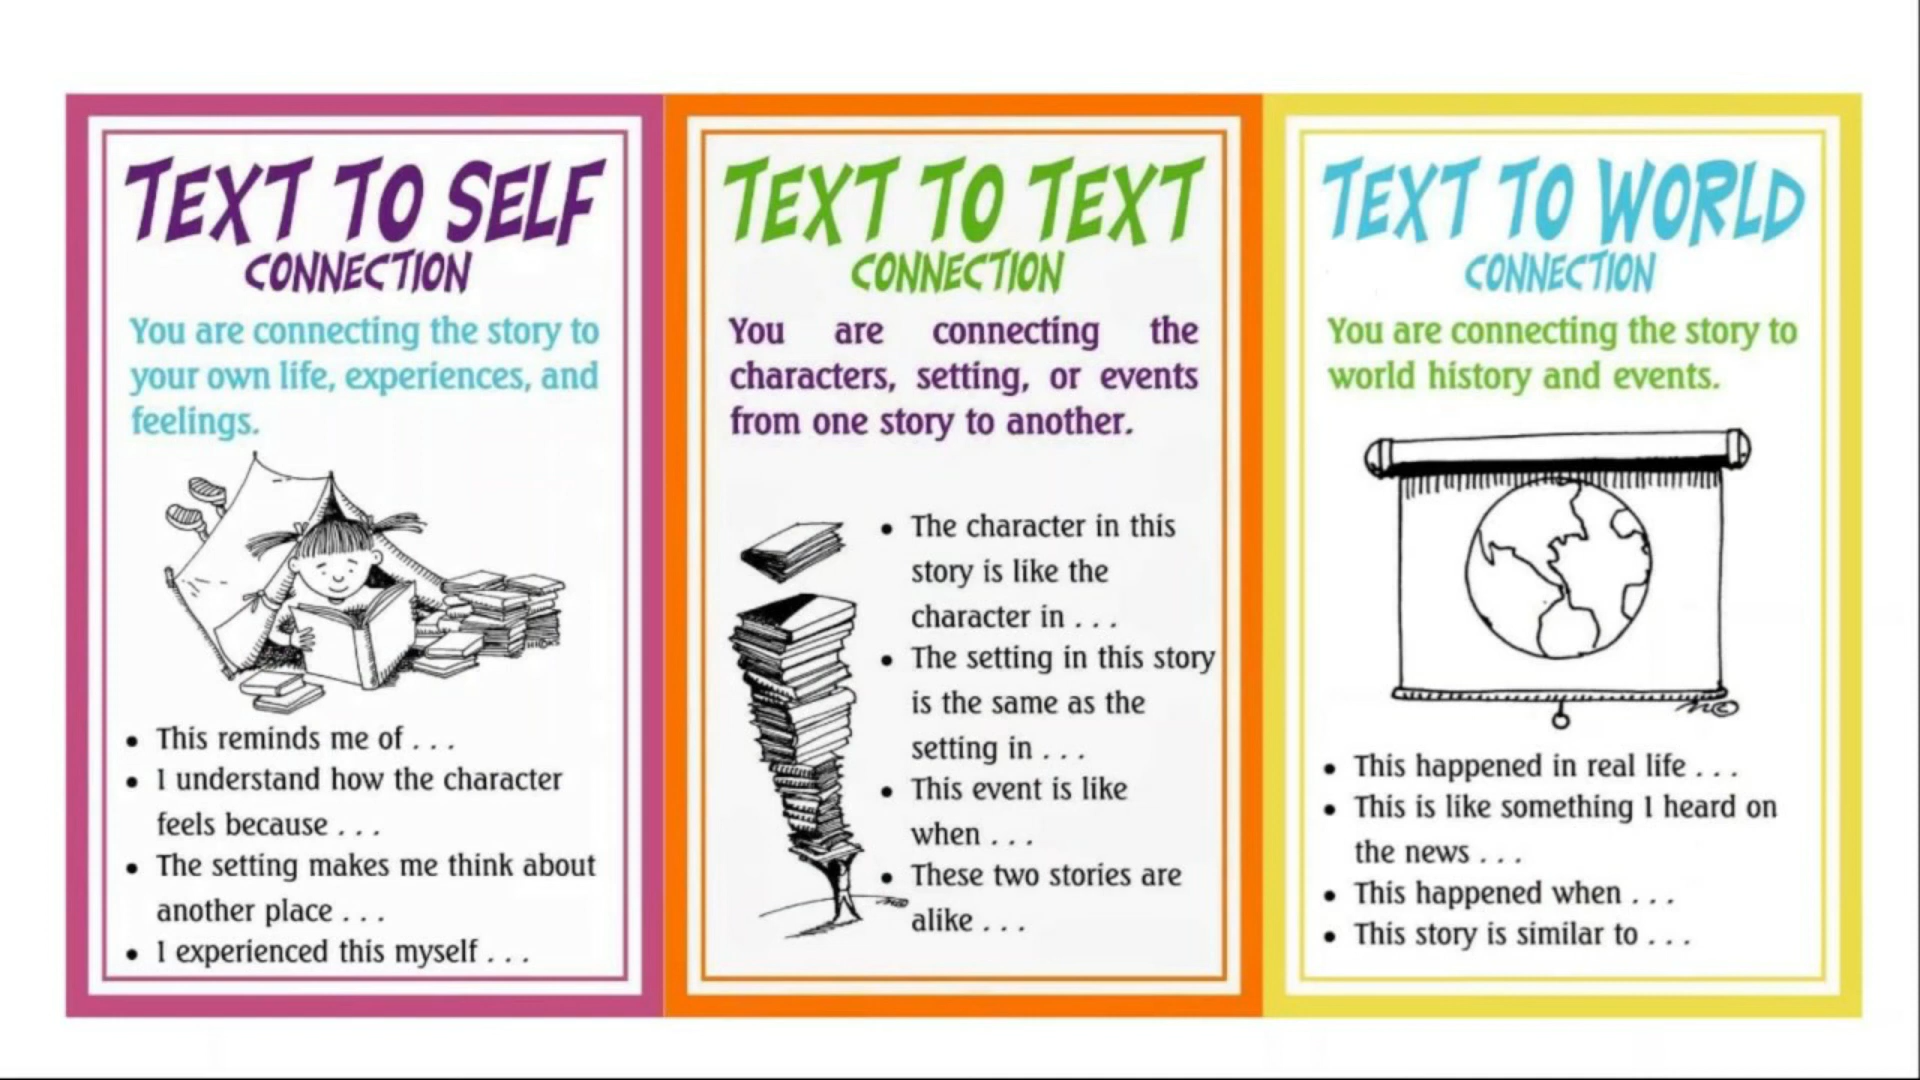 TEXT TO SELF
CONNECTION
You are connecting the story to
your own life, experiences, and
feelings.
• This reminds me of . . .
• I understand how the character
feels because . . .
• The setting makes me think about
another place . . .
• I experienced this myself . . .
TEXT TO TEXT
CONNECTION
You are connecting the
characters, setting, or events
from one story to another.
• The character in this
story is like the
character in . . .
• The setting in this story
is the same as the
setting in . . .
• This event is like
when . . .
• These two stories are
alike . . .
TEXT TO WORLD
CONNECTION
You are connecting the story to
world history and events.
• This happened in real life . . .
• This is like something I heard on
the news . . .
• This happened when . . .
• This story is similar to . . .